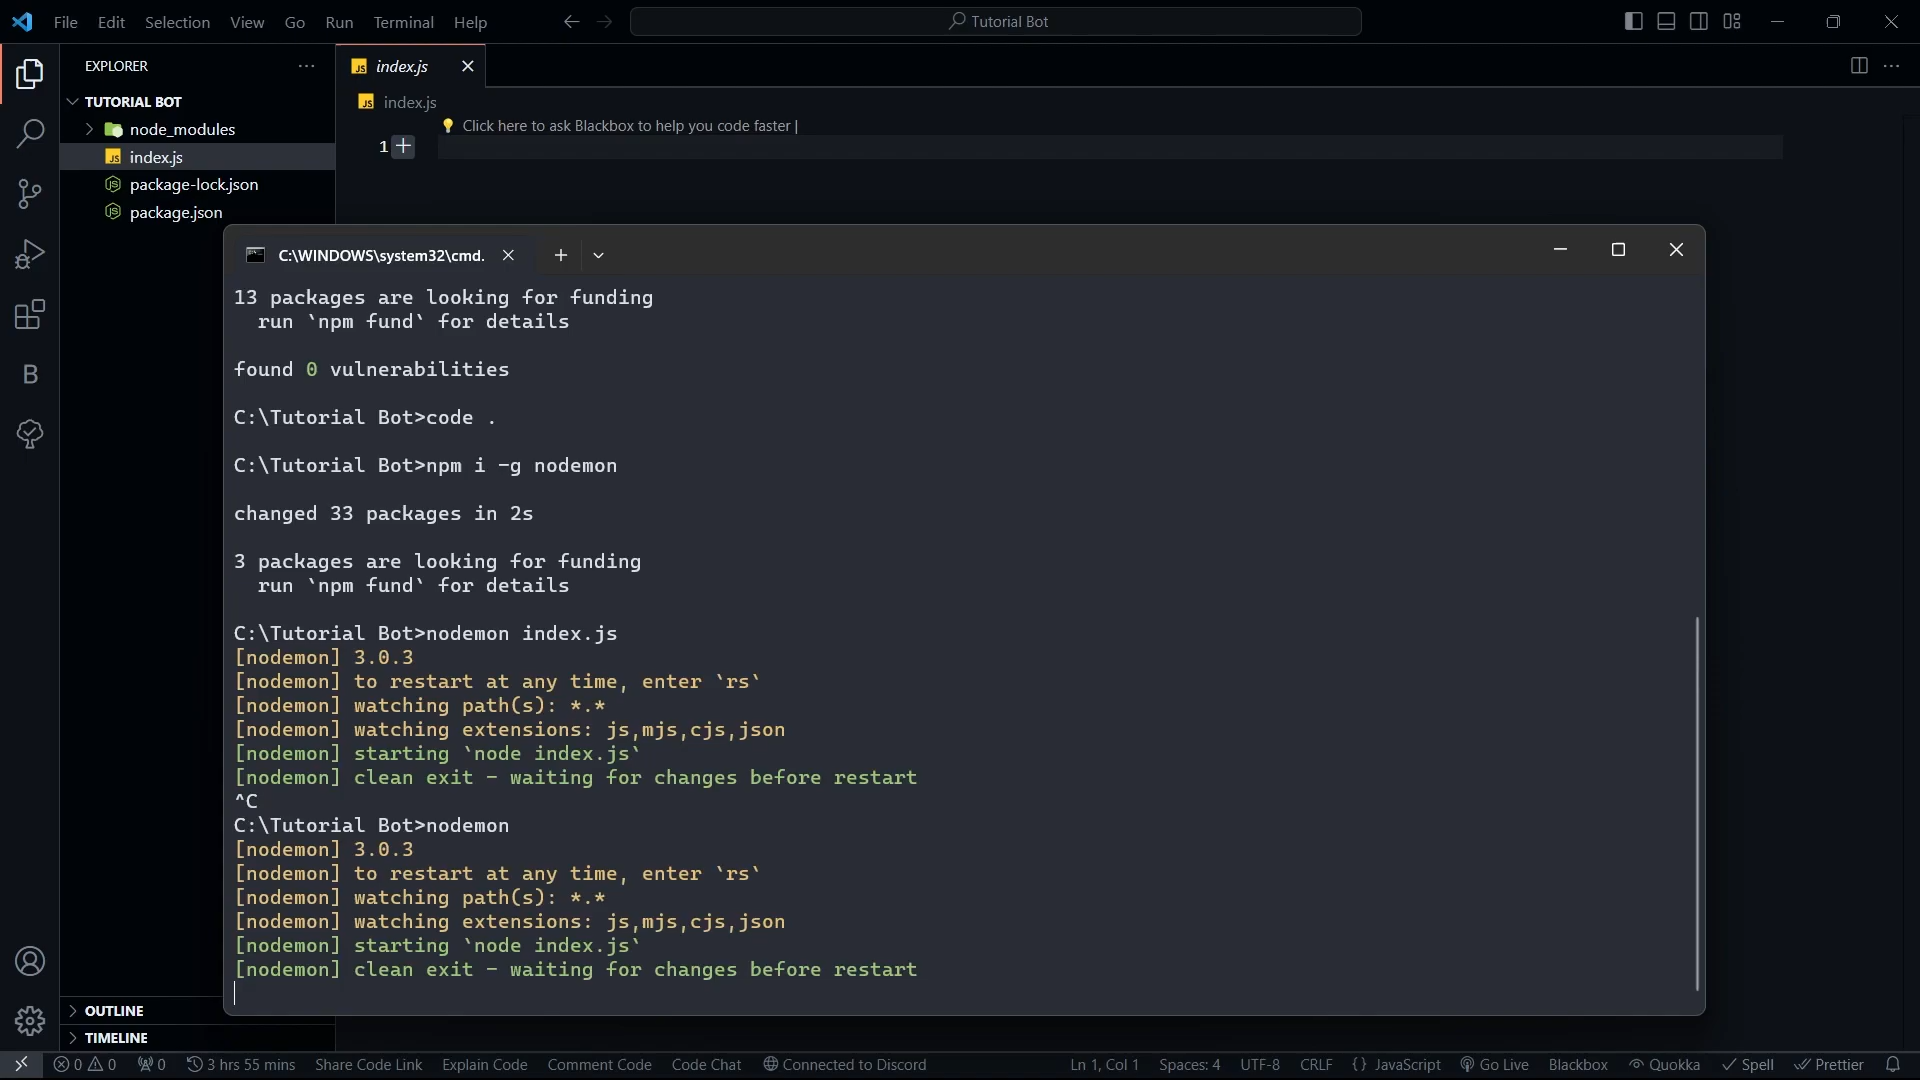 File Edit Selection View Go Run Terminal Help
Tutorial Bot
EXPLORER
index.js
TUTORIAL BOT
node_modules
index.js
package-lock.json
package.json
index.js
Click here to ask Blackbox to help you code faster |
1
C:\WINDOWS\system32\cmd.
13 packages are looking for funding
run `npm fund` for details
found 0 vulnerabilities
C:\Tutorial Bot>code .
C:\Tutorial Bot>npm i -g nodemon
changed 33 packages in 2s
3 packages are looking for funding
run `npm fund` for details
C:\Tutorial Bot>nodemon index.js
[nodemon] 3.0.3
[nodemon] to restart at any time, enter `rs`
[nodemon] watching path(s): *.*
[nodemon] watching extensions: js,mjs,cjs,json
[nodemon] starting `node index.js`
[nodemon] clean exit - waiting for changes before restart
^C
C:\Tutorial Bot>nodemon
[nodemon] 3.0.3
[nodemon] to restart at any time, enter `rs`
[nodemon] watching path(s): *.*
[nodemon] watching extensions: js,mjs,cjs,json
[nodemon] starting `node index.js`
[nodemon] clean exit - waiting for changes before restart
OUTLINE
TIMELINE
0 0 0 3 hrs 55 mins Share Code Link Explain Code Comment Code Code Chat Connected to Discord Ln 1, Col 1 Spaces: 4 UTF-8 CRLF {} JavaScript Go Live Blackbox Quokka Spell Prettier